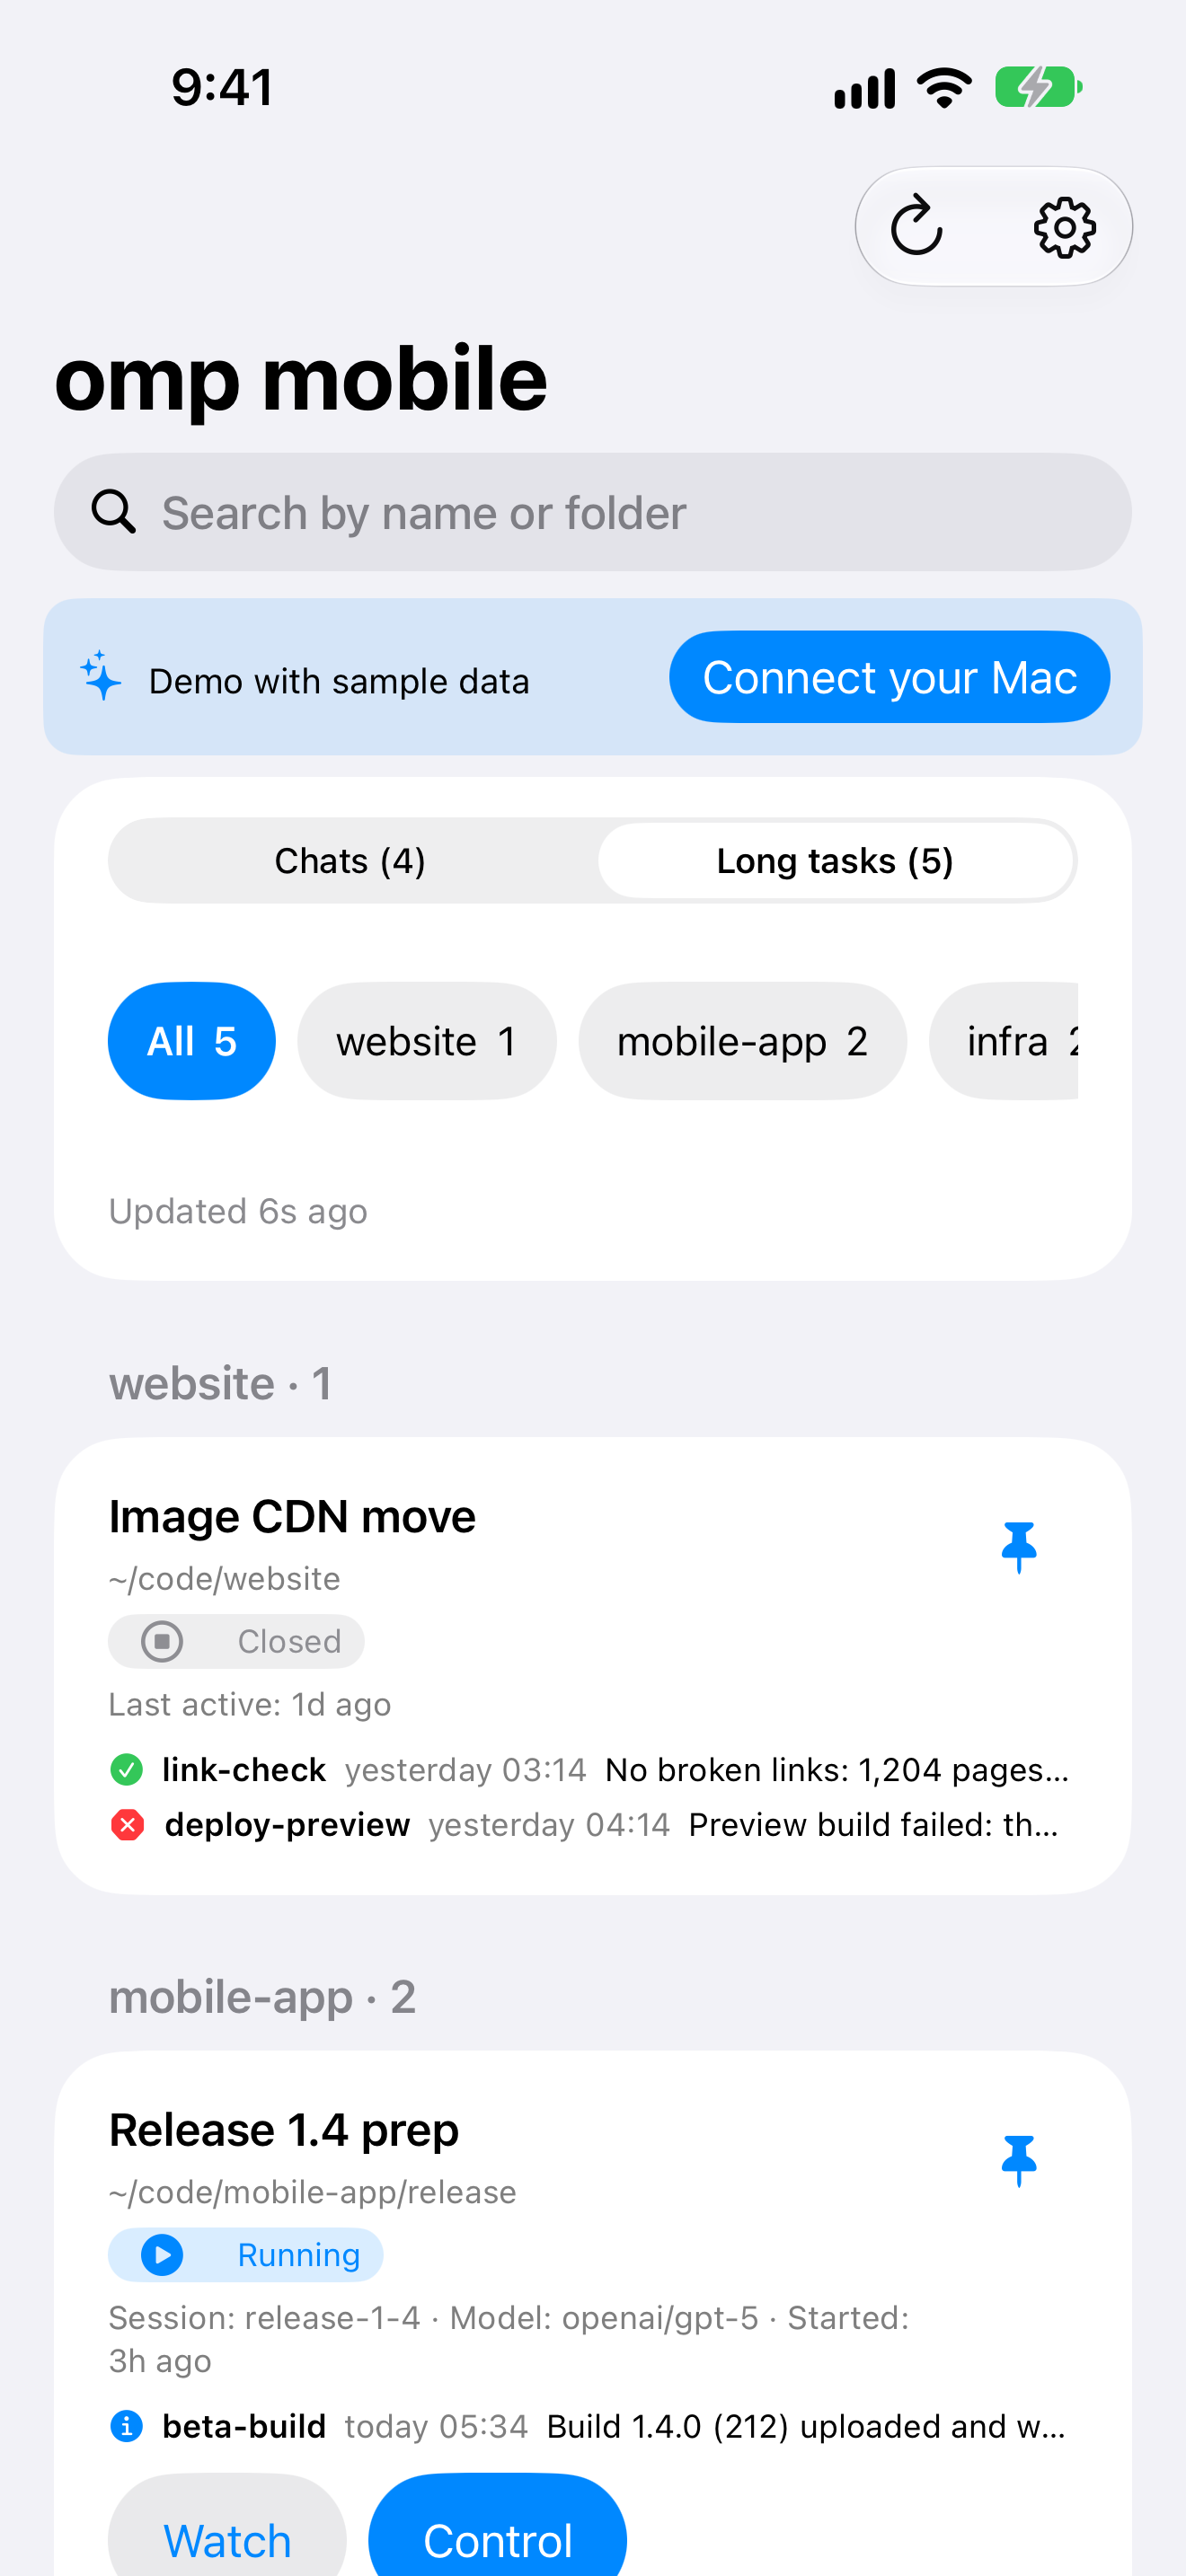 9:41
omp mobile
Search by name or folder
Demo with sample data
Connect your Mac
Chats (4)
Long tasks (5)
All 5
website 1
mobile-app 2
infra
Updated 6s ago
website · 1
Image CDN move
~/code/website
Closed
Last active: 1d ago
link-check yesterday 03:14 No broken links: 1,204 pages...
deploy-preview yesterday 04:14 Preview build failed: th...
mobile-app · 2
Release 1.4 prep
~/code/mobile-app/release
Running
Session: release-1-4 · Model: openai/gpt-5 · Started:
3h ago
beta-build today 05:34 Build 1.4.0 (212) uploaded and w...
Watch
Control